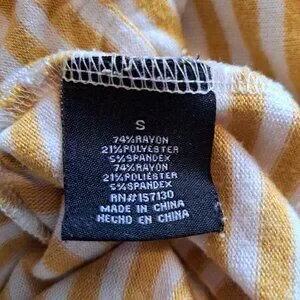 S
74%RAYON
21%POLYESTER
5%SPANDEX
74%RAYON
21%POLIÉSTER
5%SPANDEX
RN#157130
MADE IN CHINA
HECHO EN CHINA